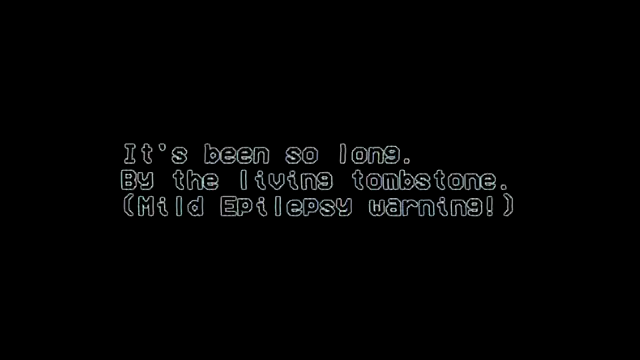 It's been so long.
By the living tombstone.
(Mild Epilepsy warning!)